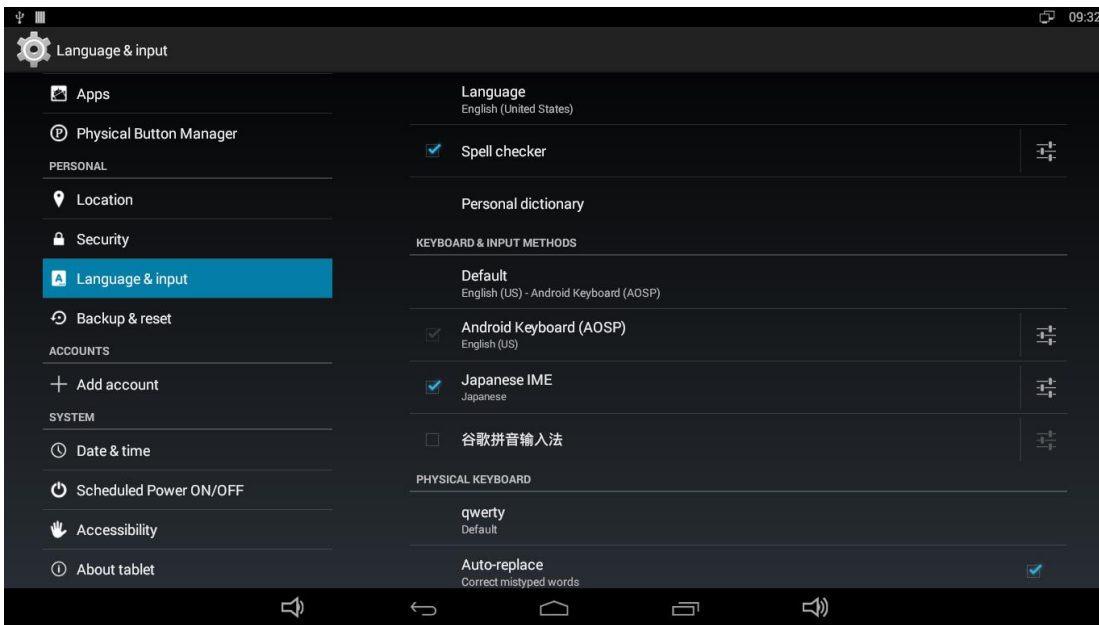 09:32
Language & input
Apps
Physical Button Manager
PERSONAL
Location
Security
Language & input
Backup & reset
ACCOUNTS
Add account
SYSTEM
Date & time
Scheduled Power ON/OFF
Accessibility
About tablet
Language
English (United States)
Spell checker
Personal dictionary
KEYBOARD & INPUT METHODS
Default
English (US) - Android Keyboard (AOSP)
Android Keyboard (AOSP)
English (US)
Japanese IME
Japanese
谷歌拼音输入法
PHYSICAL KEYBOARD
qwerty
Default
Auto-replace
Correct mistyped words